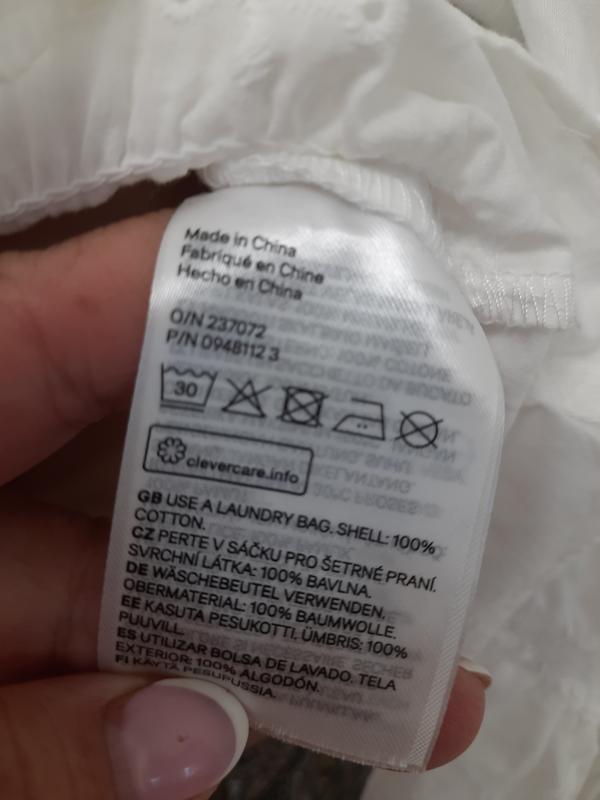 Made in China
Fabriqué en Chine
Hecho en China
O/N 237072
P/N 0948112 3
30
clevercare.info
GB USE A LAUNDRY BAG. SHELL: 100%
COTTON.
CZ PERTE V SÁČKU PRO ŠETRNÉ PRANÍ.
SVRCHNÍ LÁTKA: 100% BAVLNA.
DE WÄSCHEBEUTEL VERWENDEN.
OBERMATERIAL: 100% BAUMWOLLE.
EE KASUTA PESUKOTTI. ÜMBRIS: 100%
PUUVILL.
ES UTILIZAR BOLSA DE LAVADO. TELA
EXTERIOR: 100% ALGODÓN.
FI KÄYTÄ PESUPUSSIA.